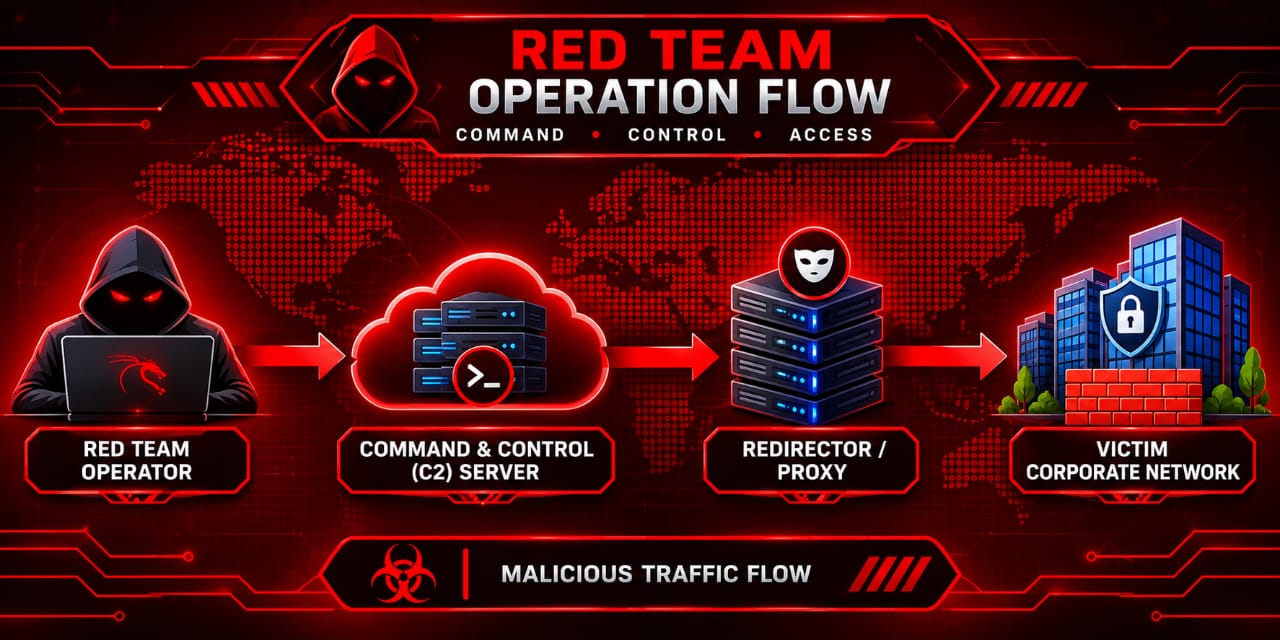 RED TEAM
OPERATION FLOW
COMMAND • CONTROL • ACCESS
>_
RED TEAM
OPERATOR
COMMAND & CONTROL
(C2) SERVER
REDIRECTOR /
PROXY
VICTIM
CORPORATE NETWORK
MALICIOUS TRAFFIC FLOW